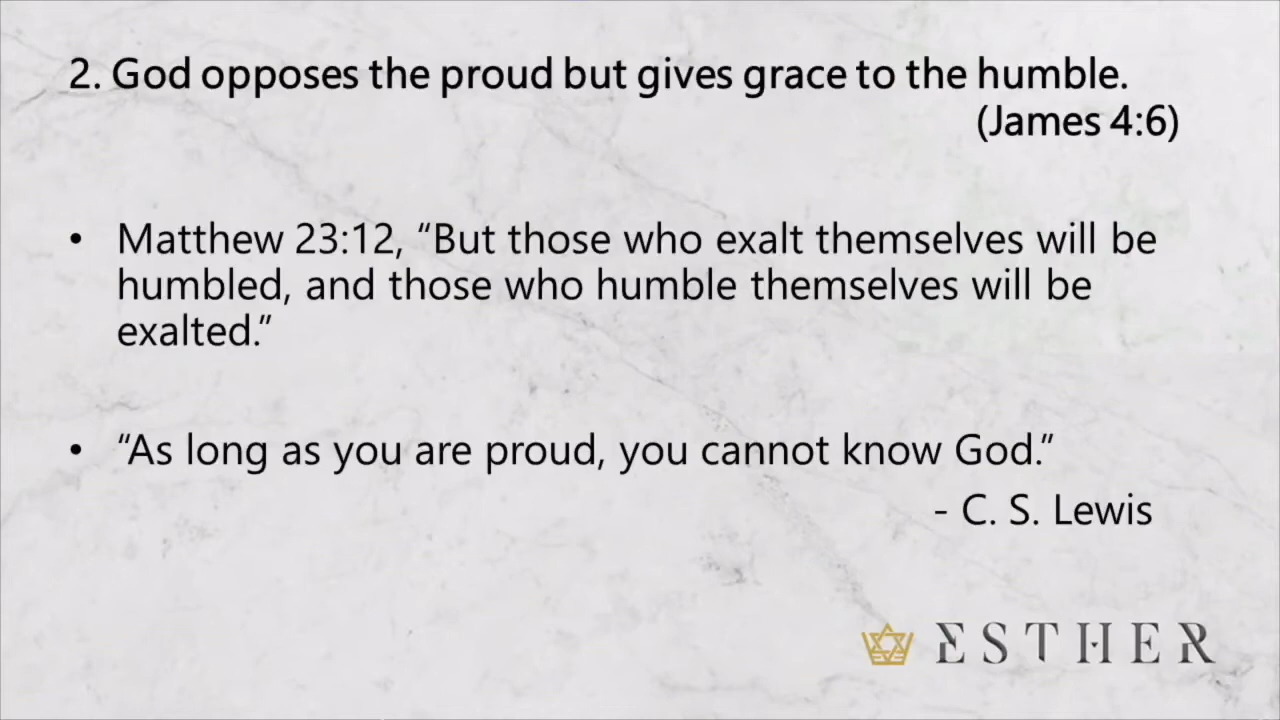 2. God opposes the proud but gives grace to the humble.
(James 4:6)
• Matthew 23:12, “But those who exalt themselves will be
humbled, and those who humble themselves will be
exalted.”
• “As long as you are proud, you cannot know God.”
- C. S. Lewis
ESTHER